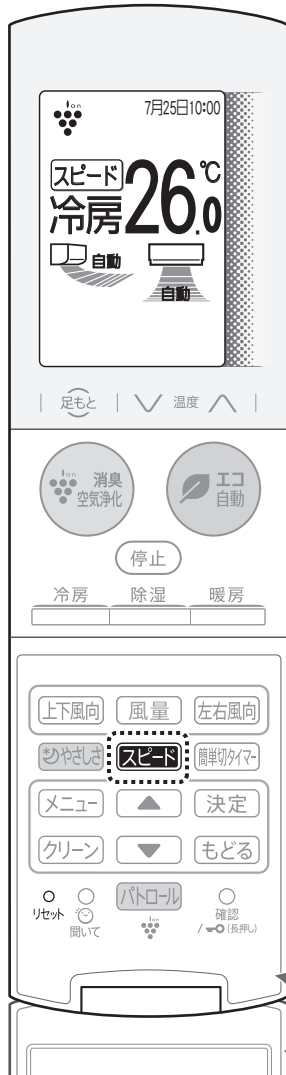 ion
7月25日10:00
スピード
冷房 26.0℃
自動
自動
足もと 温度
ion 消臭 空気浄化
エコ 自動
停止
冷房 除湿 暖房
上下風向 風量 左右風向
やさしさ スピード 簡単切タイマー
メニュー 決定
クリーン もどる
リセット 聞いて パトロール 確認 / (長押し)
ion